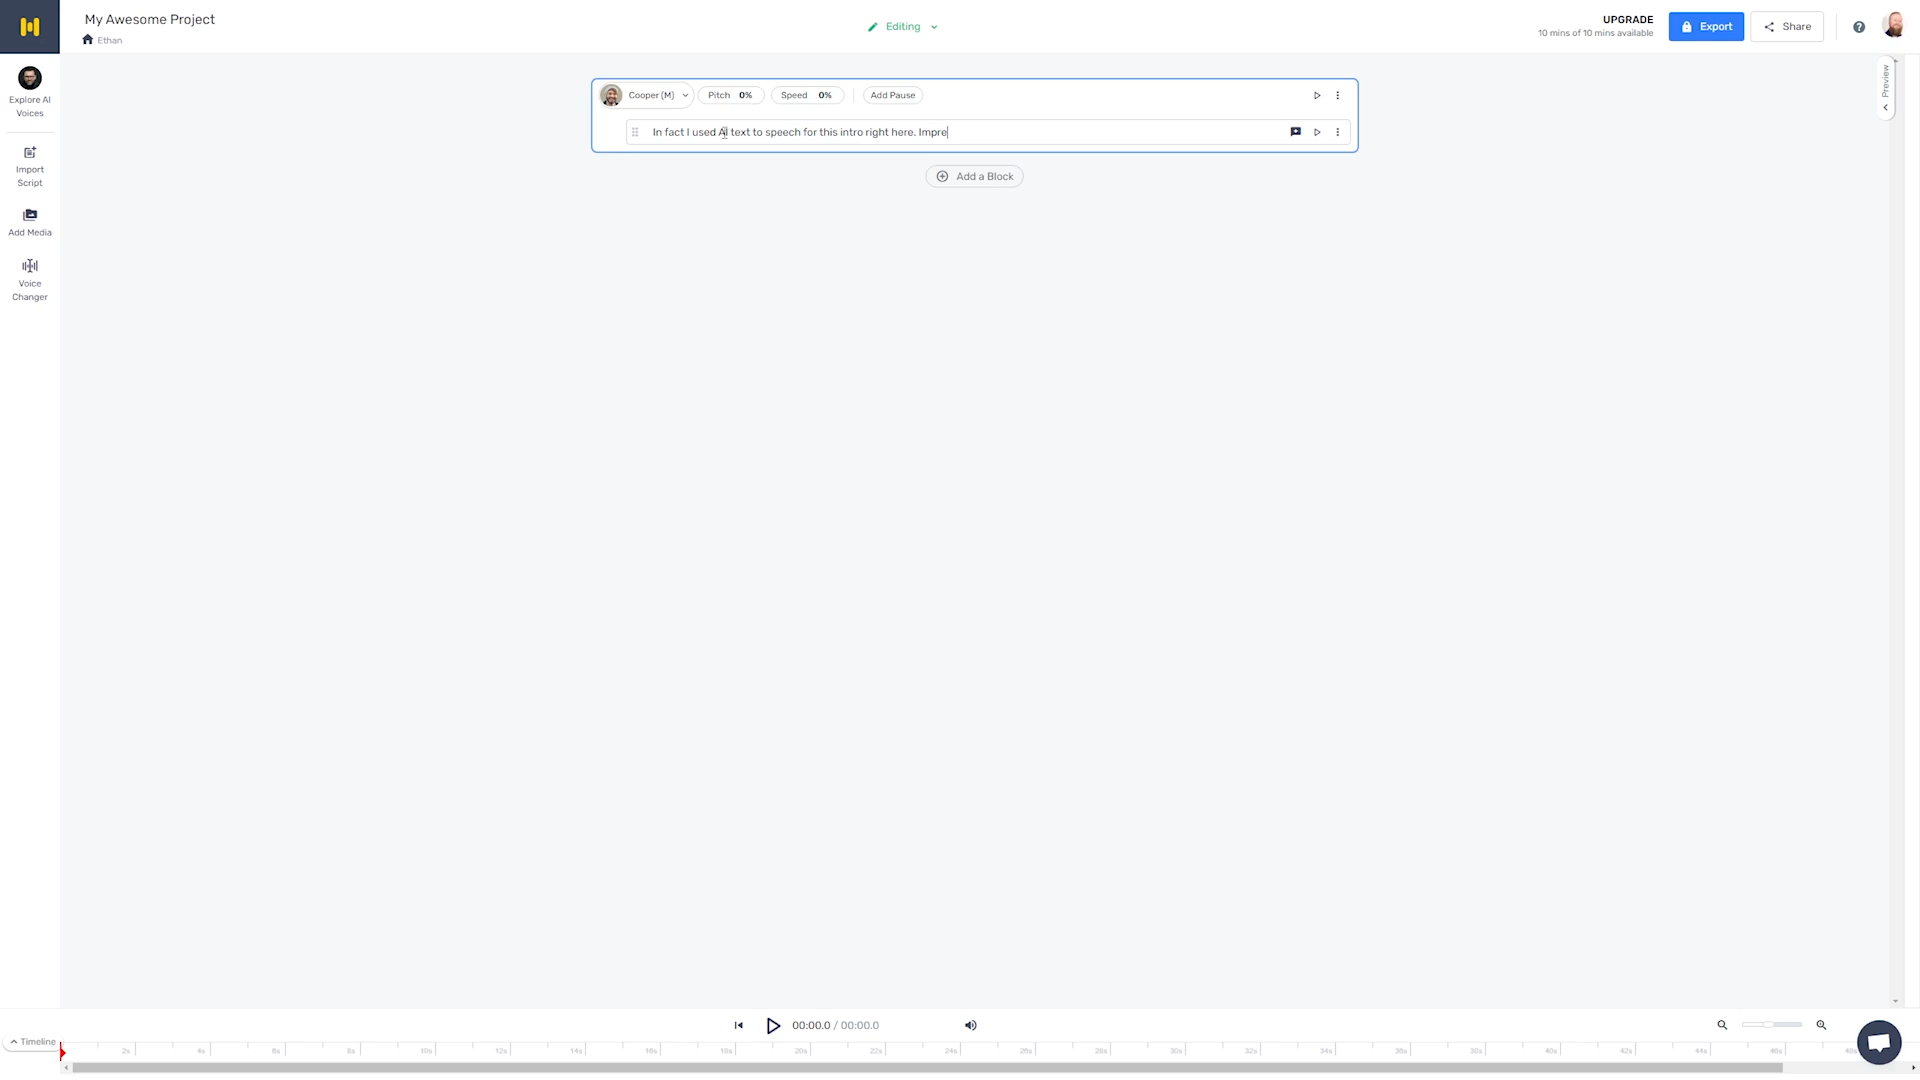 My Awesome Project
Ethan
Editing
UPGRADE
10 mins of 10 mins available
Export
Share
Explore AI
Voices
Import
Script
Add Media
Voice
Changer
Cooper (M)
Pitch 0%
Speed 0%
Add Pause
In fact I used AI text to speech for this intro right here. Impre
Add a Block
Preview
00:00.0 / 00:00.0
Timeline
2s 4s 6s 8s 10s 12s 14s 16s 18s 20s 22s 24s 26s 28s 30s 32s 34s 36s 38s 40s 42s 44s 46s 48s